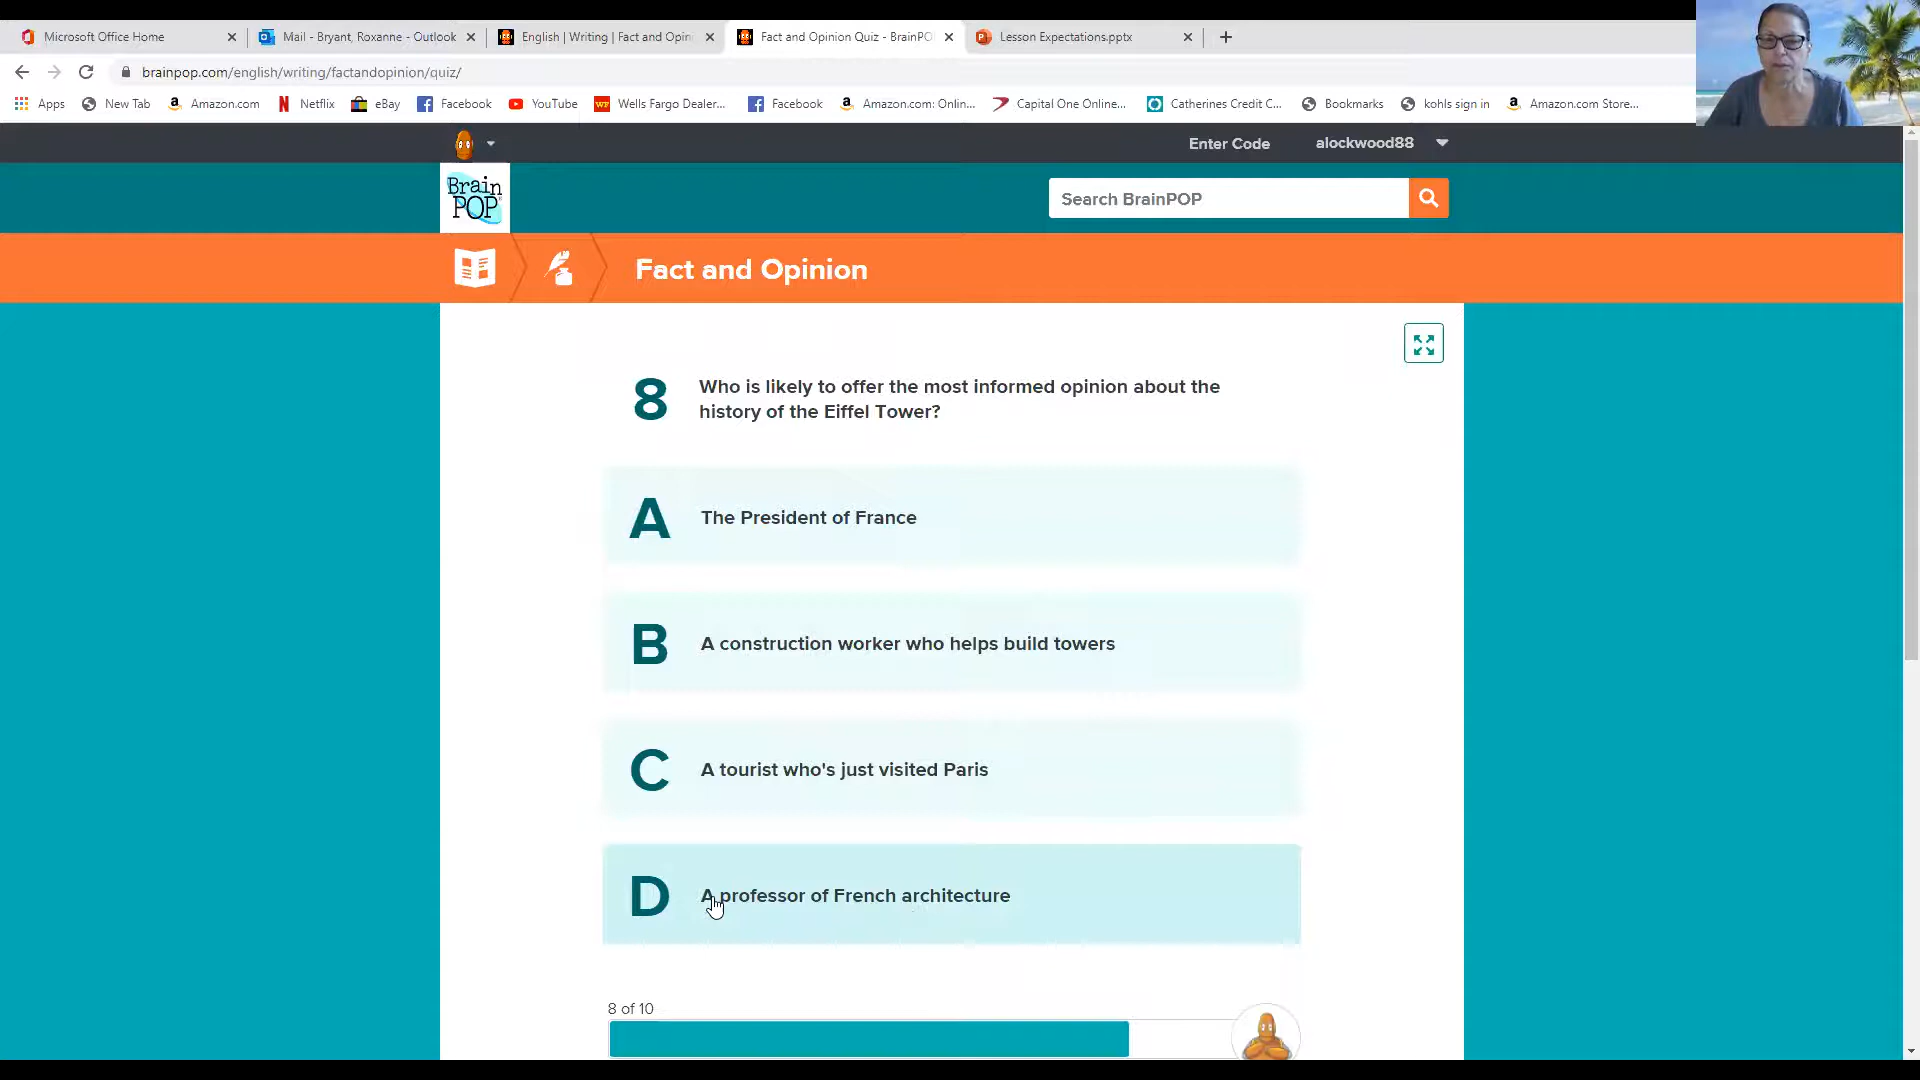 Microsoft Office Home
Mail - Bryant, Roxanne - Outlook
English | Writing | Fact and Opin
Fact and Opinion Quiz - BrainPO
Lesson Expectations.pptx
brainpop.com/english/writing/factandopinion/quiz/
Apps
New Tab
Amazon.com
Netflix
eBay
Facebook
YouTube
WF
Wells Fargo Dealer...
Facebook
Amazon.com: Onlin...
Capital One Online...
Catherines Credit C...
Bookmarks
kohls sign in
Amazon.com Store...
Enter Code
alockwood88
Brain
POP
Search BrainPOP
Fact and Opinion
8
Who is likely to offer the most informed opinion about the
history of the Eiffel Tower?
A The President of France
B A construction worker who helps build towers
C A tourist who's just visited Paris
D A professor of French architecture
8 of 10